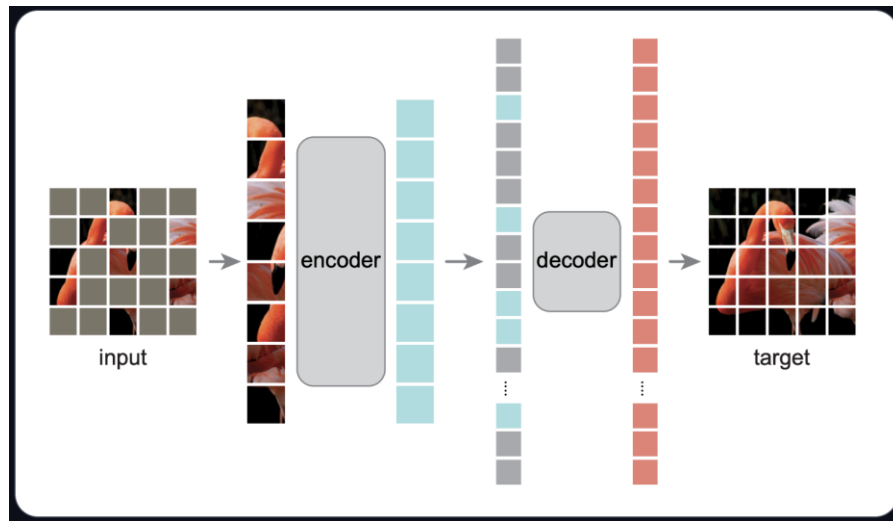 input
encoder
decoder
target